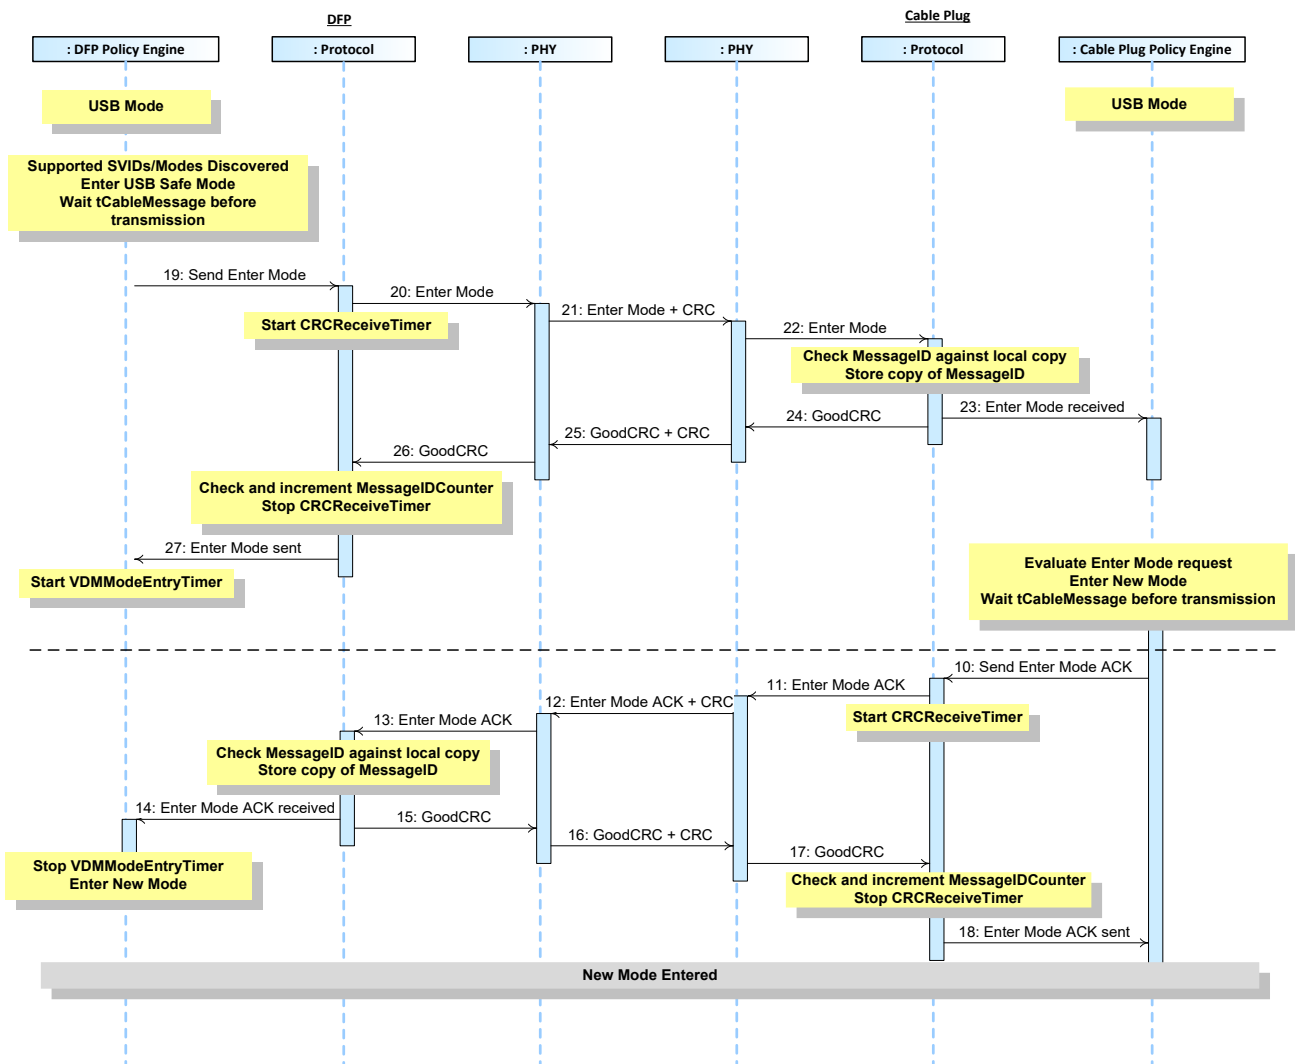 DFP
Cable Plug
: DFP Policy Engine
: Protocol
: PHY
: PHY
: Protocol
: Cable Plug Policy Engine
USB Mode
USB Mode
Supported SVIDs/Modes Discovered
Enter USB Safe Mode
Wait tCableMessage before
transmission
19: Send Enter Mode
20: Enter Mode
21: Enter Mode + CRC
Start CRCReceiveTimer
22: Enter Mode
Check MessageID against local copy
Store copy of MessageID
23: Enter Mode received
24: GoodCRC
25: GoodCRC + CRC
26: GoodCRC
Check and increment MessageIDCounter
Stop CRCReceiveTimer
27: Enter Mode sent
Start VDMModeEntryTimer
Evaluate Enter Mode request
Enter New Mode
Wait tCableMessage before transmission
10: Send Enter Mode ACK
11: Enter Mode ACK
12: Enter Mode ACK + CRC
Start CRCReceiveTimer
13: Enter Mode ACK
Check MessageID against local copy
Store copy of MessageID
14: Enter Mode ACK received
15: GoodCRC
16: GoodCRC + CRC
17: GoodCRC
Stop VDMModeEntryTimer
Enter New Mode
Check and increment MessageIDCounter
Stop CRCReceiveTimer
18: Enter Mode ACK sent
New Mode Entered